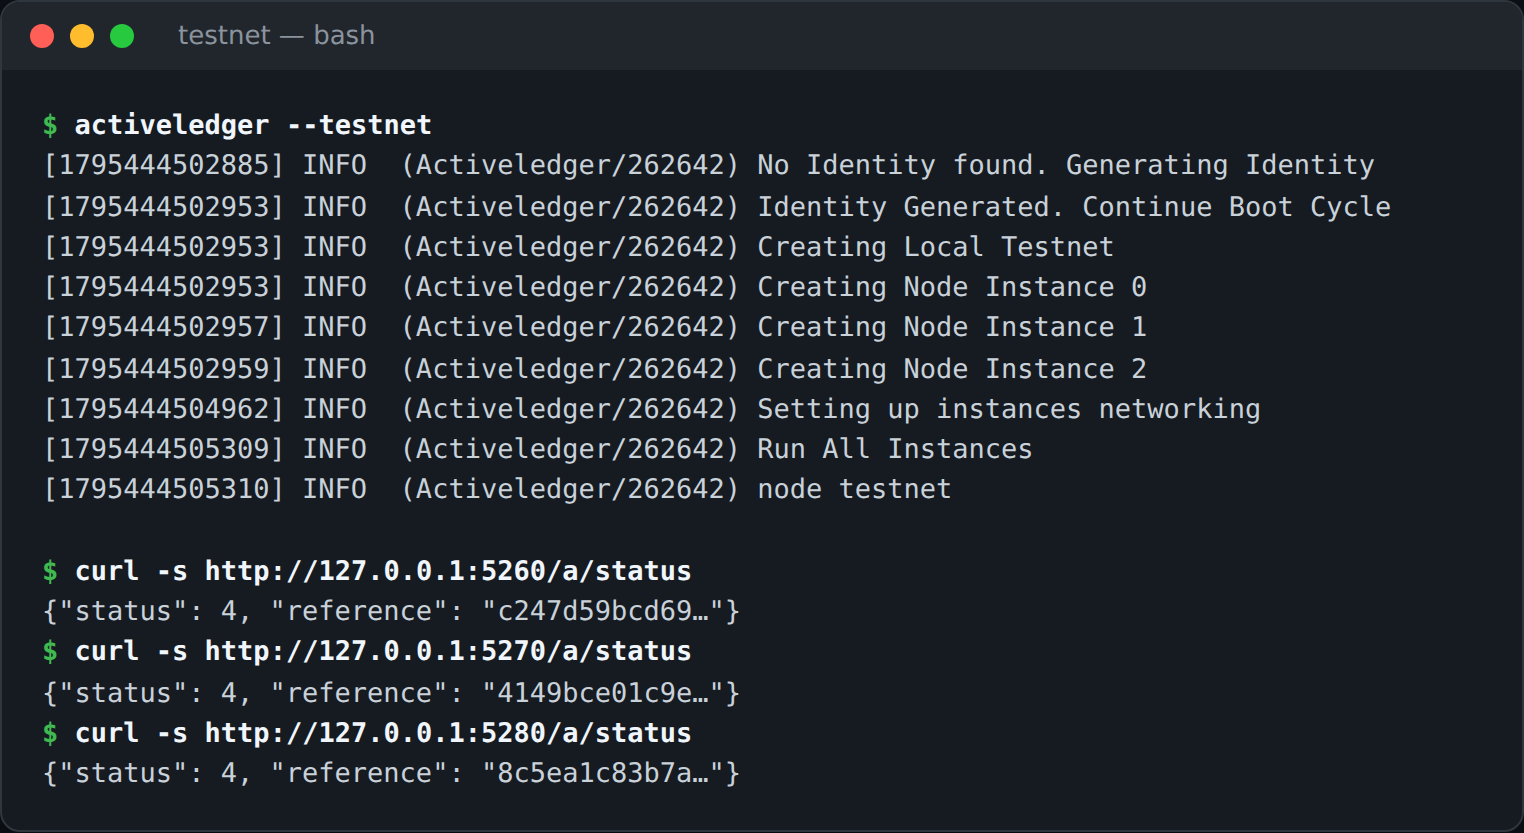 testnet — bash
$ activeledger --testnet
[1795444502885] INFO  (Activeledger/262642) No Identity found. Generating Identity
[1795444502953] INFO  (Activeledger/262642) Identity Generated. Continue Boot Cycle
[1795444502953] INFO  (Activeledger/262642) Creating Local Testnet
[1795444502953] INFO  (Activeledger/262642) Creating Node Instance 0
[1795444502957] INFO  (Activeledger/262642) Creating Node Instance 1
[1795444502959] INFO  (Activeledger/262642) Creating Node Instance 2
[1795444504962] INFO  (Activeledger/262642) Setting up instances networking
[1795444505309] INFO  (Activeledger/262642) Run All Instances
[1795444505310] INFO  (Activeledger/262642) node testnet
$ curl -s http://127.0.0.1:5260/a/status
{"status": 4, "reference": "c247d59bcd69…"}
$ curl -s http://127.0.0.1:5270/a/status
{"status": 4, "reference": "4149bce01c9e…"}
$ curl -s http://127.0.0.1:5280/a/status
{"status": 4, "reference": "8c5ea1c83b7a…"}